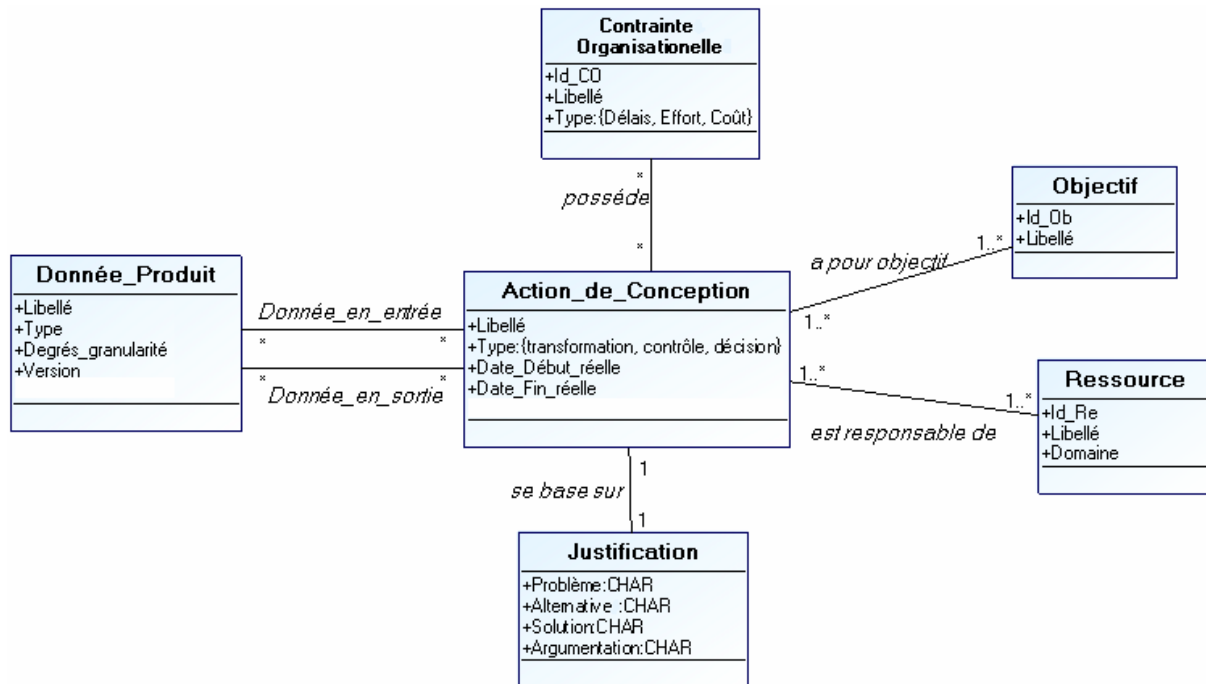 Contrainte
Organisationelle
+Id_CO
+Libellé
+Type:{Délais, Effort, Coût}
*
posséde
*
Objectif
+Id_Ob
+Libellé
1..*
a pour objectif
1..*
Donnée_Produit
+Libellé
+Type
+Degrés_granularité
+Version
Donnée_en_entrée
* *
* *
Donnée_en_sortie
Action_de_Conception
+Libellé
+Type:{transformation, contrôle, décision}
+Date_Début_réelle
+Date_Fin_réelle
1..*
1..*
est responsable de
Ressource
+Id_Re
+Libellé
+Domaine
1
se base sur
1
Justification
+Problème:CHAR
+Alternative :CHAR
+Solution:CHAR
+Argumentation:CHAR